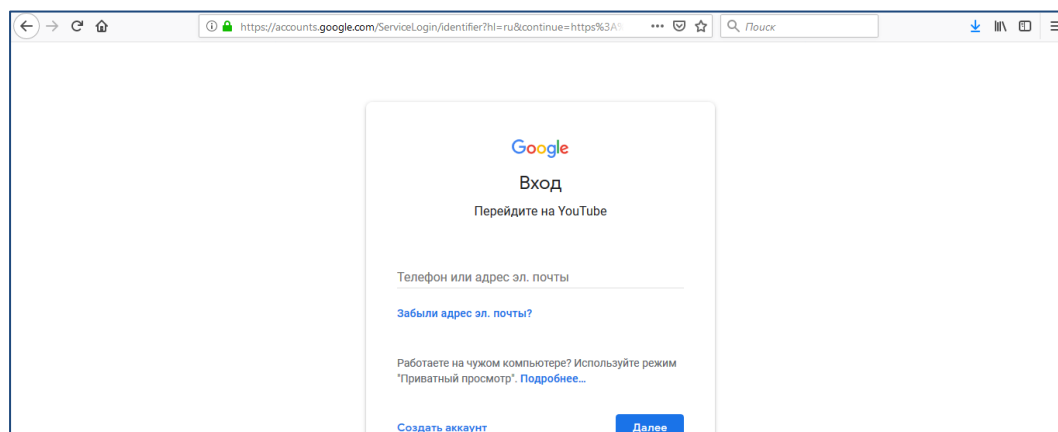 https://accounts.google.com/ServiceLogin/identifier?hl=ru&continue=https%3A%
Поиск
Google
Вход
Перейдите на YouTube
Телефон или адрес эл. почты
Забыли адрес эл. почты?
Работаете на чужом компьютере? Используйте режим
"Приватный просмотр". Подробнее…
Создать аккаунт Далее